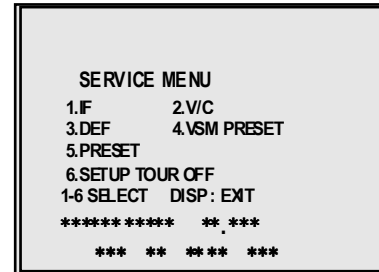 SERVICE MENU
1.IF 2.V/C
3.DEF 4.VSM PRESET
5.PRESET
6.SETUP TOUR OFF
1-6 SELECT DISP: EXIT
*********** **.***
*** ** **** ***